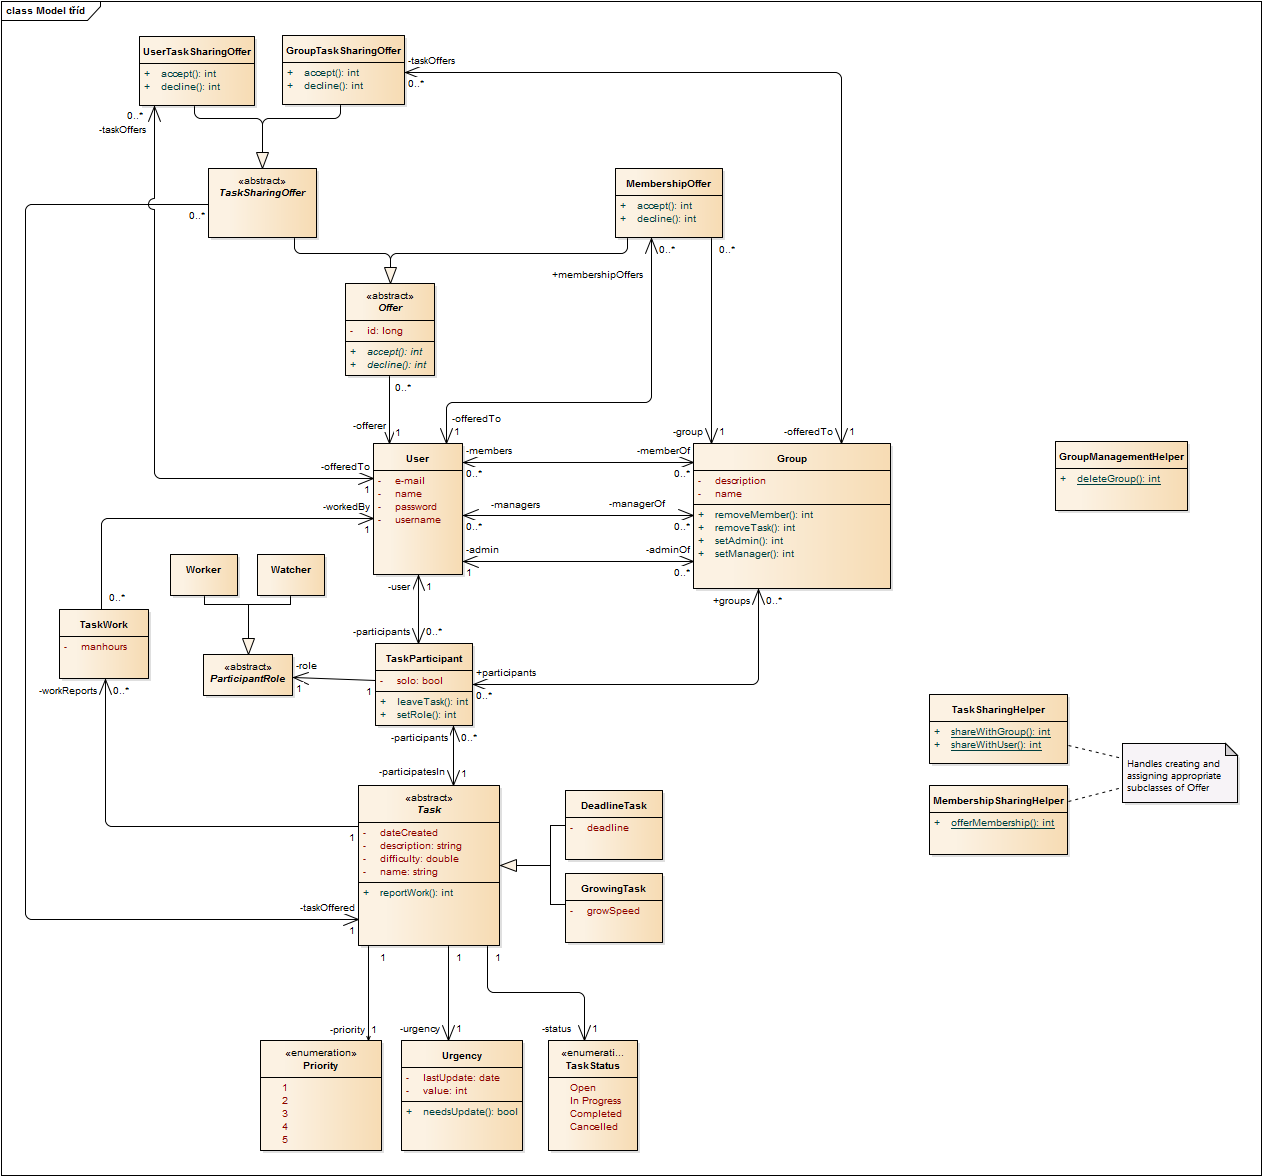 class Model tříd
UserTaskSharingOffer
+ accept(): int
+ decline(): int
GroupTaskSharingOffer
+ accept(): int
+ decline(): int
-taskOffers
0..*
0..*
-taskOffers
«abstract»
TaskSharingOffer
0..*
MembershipOffer
+ accept(): int
+ decline(): int
0..*
0..*
+membershipOffers
«abstract»
Offer
- id: long
+ accept(): int
+ decline(): int
0..*
-offerer
1
-offeredTo
1
-group
1
-offeredTo
1
User
- e-mail
- name
- password
- username
-offeredTo
1
-workedBy
1
-members
0..*
-memberOf
0..*
-managers
0..*
-managerOf
0..*
-admin
1
-adminOf
0..*
Group
- description
- name
+ removeMember(): int
+ removeTask(): int
+ setAdmin(): int
+ setManager(): int
GroupManagementHelper
+ deleteGroup(): int
Worker
Watcher
-user
1
+groups
0..*
0..*
TaskWork
- manhours
-workReports
0..*
«abstract»
ParticipantRole
-role
1
1
-participants
0..*
TaskParticipant
- solo: bool
+ leaveTask(): int
+ setRole(): int
+participants
0..*
-participants
0..*
-participatesIn
1
TaskSharingHelper
+ shareWithGroup(): int
+ shareWithUser(): int
Handles creating and
assigning appropriate
subclasses of Offer
MembershipSharingHelper
+ offerMembership(): int
«abstract»
Task
- dateCreated
- description: string
- difficulty: double
- name: string
+ reportWork(): int
1
-taskOffered
1
DeadlineTask
- deadline
GrowingTask
- growSpeed
1
1
1
-priority
1
-urgency
1
-status
1
«enumeration»
Priority
1
2
3
4
5
Urgency
- lastUpdate: date
- value: int
+ needsUpdate(): bool
«enumerati...
TaskStatus
Open
In Progress
Completed
Cancelled